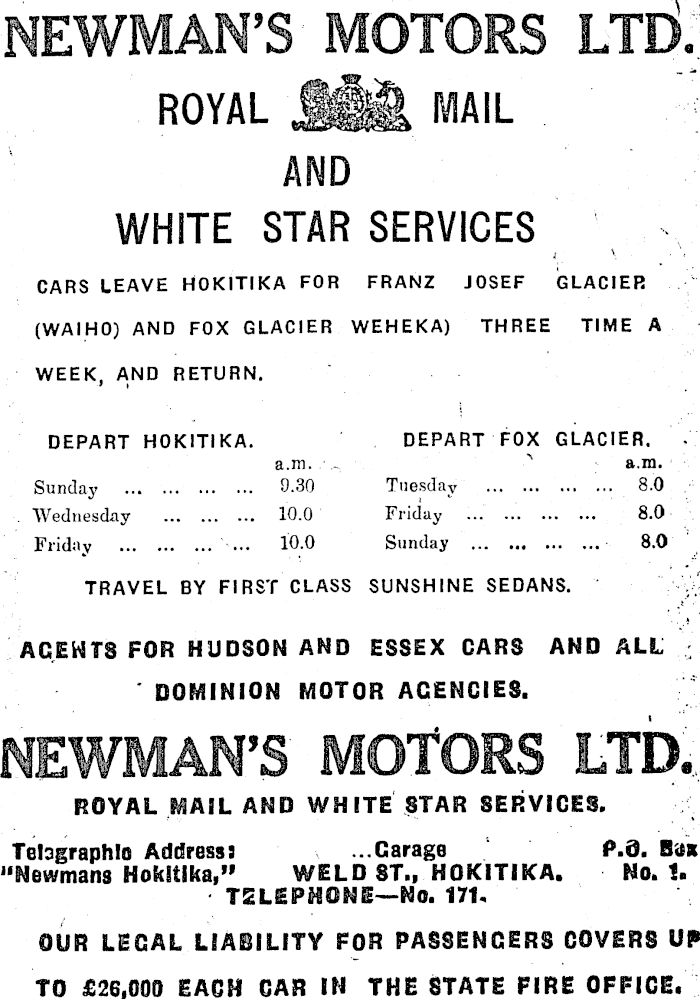 NEWMAN'S MOTORS LTD.
ROYAL MAIL
AND
WHITE STAR SERVICES
CARS LEAVE HOKITIKA FOR FRANZ JOSEF GLACIER
(WAIHO) AND FOX GLACIER WEHEKA) THREE TIME A
WEEK, AND RETURN.
DEPART HOKITIKA.
a.m.
Sunday ... ... ... ... 9.30
Wednesday ... ... ... 10.0
Friday ... ... ... ... 10.0
DEPART FOX GLACIER.
a.m.
Tuesday ... ... ... ... 8.0
Friday ... ... ... ... 8.0
Sunday ... ... ... ... 8.0
TRAVEL BY FIRST CLASS SUNSHINE SEDANS.
AGENTS FOR HUDSON AND ESSEX CARS AND ALL
DOMINION MOTOR AGENCIES.
NEWMAN'S MOTORS LTD.
ROYAL MAIL AND WHITE STAR SERVICES.
Telegraphic Address: ...Garage P.O. Box
"Newmans Hokitika," WELD ST., HOKITIKA. No. 1.
TELEPHONE—No. 171.
OUR LEGAL LIABILITY FOR PASSENGERS COVERS UP
TO £26,000 EACH CAR IN THE STATE FIRE OFFICE.